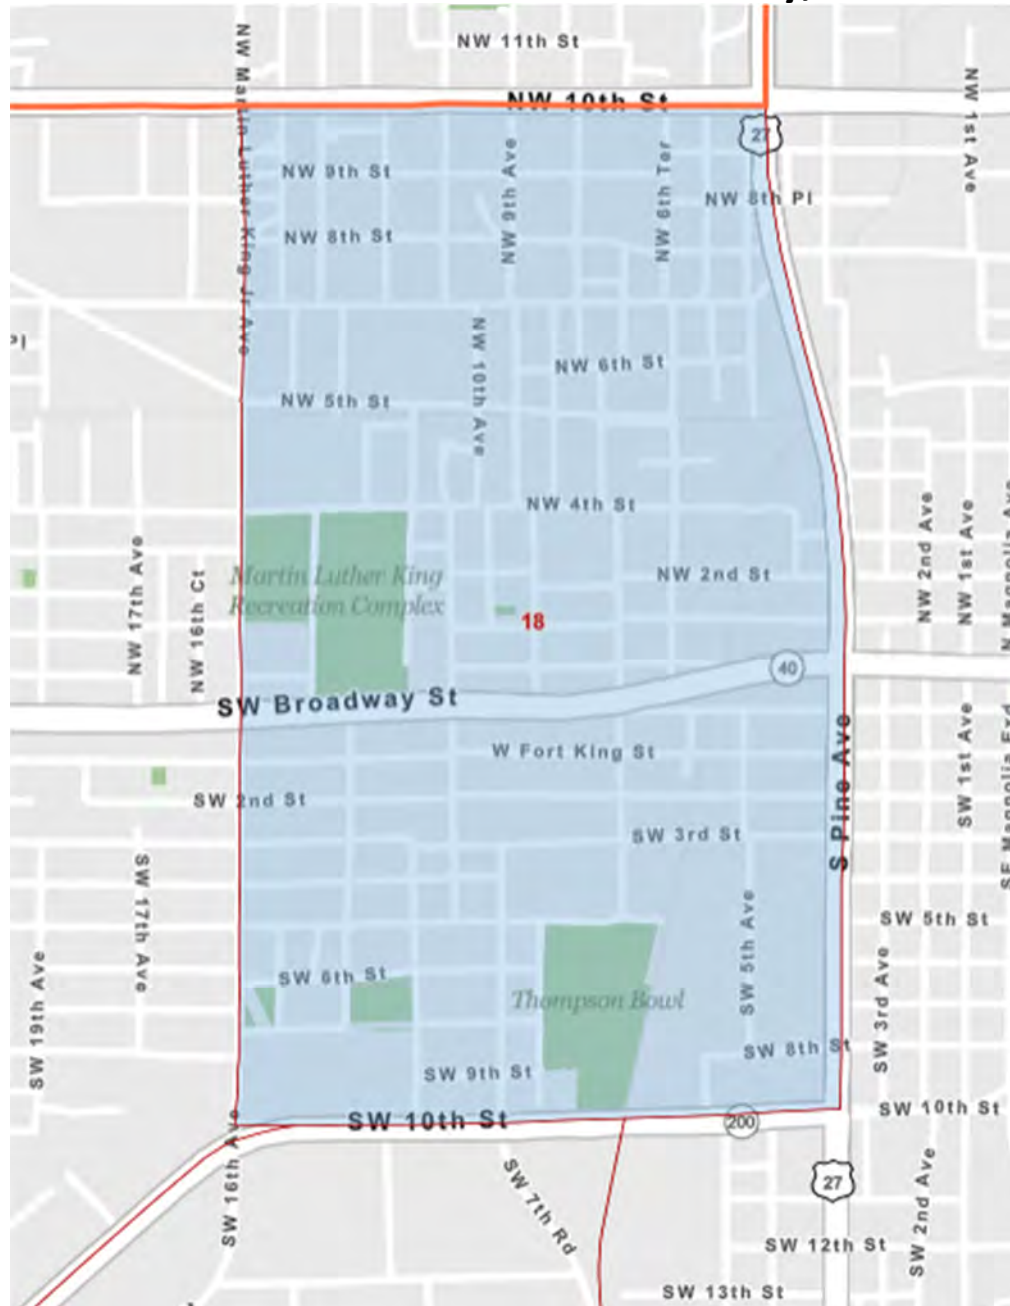 NW 11th St
NW Martin Luther King Jr Ave
NW 10th St
NW 1st Ave
27
NW 9th St
NW 9th Ave
NW 6th Ter
NW 8th Pl
NW 8th St
Pl
NW 10th Ave
NW 6th St
NW 5th St
NW 4th St
NW 2nd Ave
NW 1st Ave
N Magnolia Ave
NW 17th Ave
NW 16th Ct
Martin Luther King
Recreation Complex
NW 2nd St
18
40
SW Broadway St
S Pine Ave
SW 1st Ave
SE Magnolia Ext
W Fort King St
SW 2nd St
SW 3rd St
SW 17th Ave
SW 5th Ave
SW 5th St
SW 19th Ave
SW 6th St
Thompson Bowl
SW 3rd Ave
SW 8th St
SW 9th St
SW 10th St
SW 10th St
200
SW 16th Ave
SW 7th Rd
27
SW 2nd Ave
SW 12th St
SW 13th St